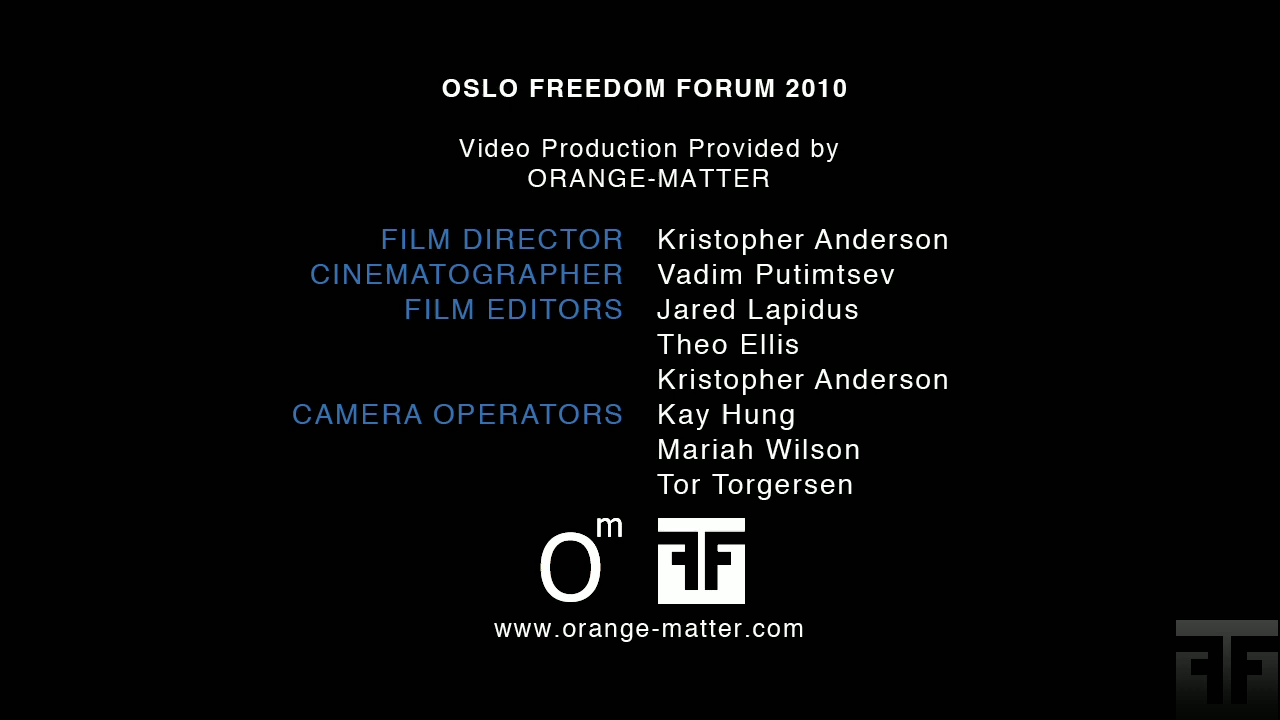 OSLO FREEDOM FORUM 2010
Video Production Provided by
ORANGE-MATTER
FILM DIRECTOR Kristopher Anderson
CINEMATOGRAPHER Vadim Putimtsev
FILM EDITORS Jared Lapidus
Theo Ellis
Kristopher Anderson
CAMERA OPERATORS Kay Hung
Mariah Wilson
Tor Torgersen
Om
www.orange-matter.com